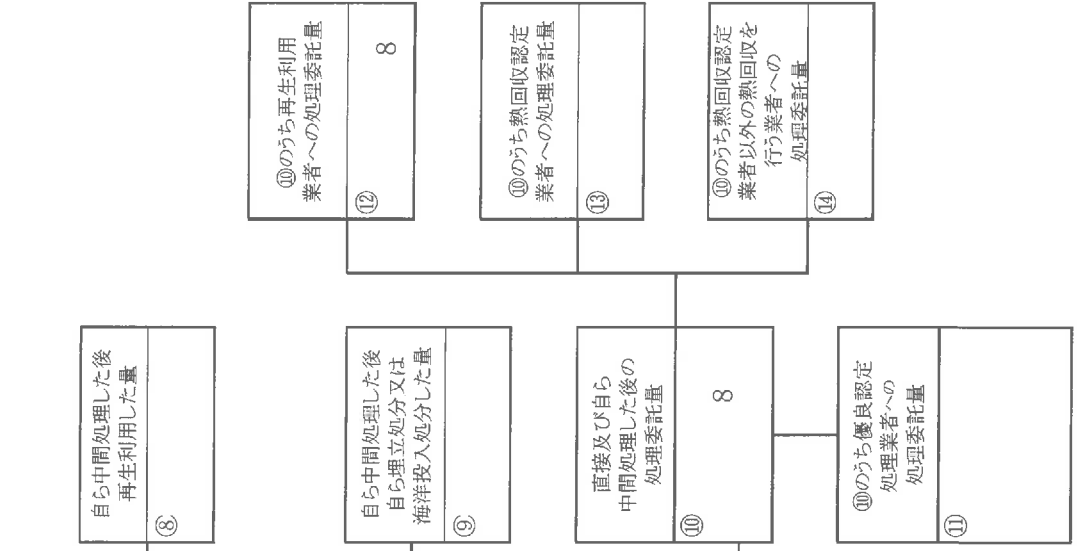 自ら中間処理した後
再生利用した量
⑧
自ら中間処理した後
自ら埋立処分又は
海洋投入処分した量
⑨
直接及び自ら
中間処理した後の
処理委託量
⑩
8
⑩のうち優良認定
処理業者への
処理委託量
⑪
⑩のうち再生利用
業者への処理委託量
⑫
8
⑩のうち熱回収認定
業者への処理委託量
⑬
⑩のうち熱回収認定
業者以外の熱回収を
行う業者への
処理委託量
⑭